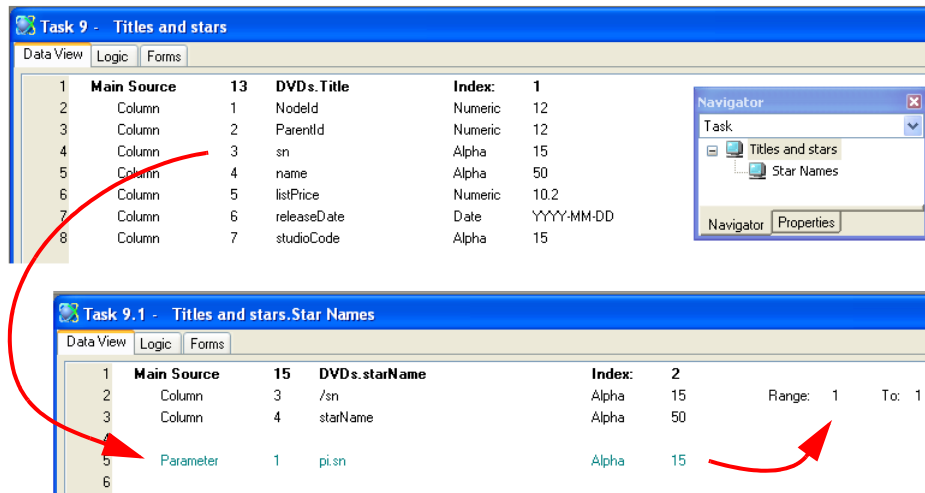 Task 9 - Titles and stars
Data View Logic Forms
1 Main Source 13 DVDs.Title Index: 1
2 Column 1 NodeId Numeric 12
3 Column 2 ParentId Numeric 12
4 Column 3 sn Alpha 15
5 Column 4 name Alpha 50
6 Column 5 listPrice Numeric 10.2
7 Column 6 releaseDate Date YYYY-MM-DD
8 Column 7 studioCode Alpha 15
Navigator
Task
Titles and stars
Star Names
Navigator Properties
Task 9.1 - Titles and stars.Star Names
Data View Logic Forms
1 Main Source 15 DVDs.starName Index: 2
2 Column 3 /sn Alpha 15 Range: 1 To: 1
3 Column 4 starName Alpha 50
4
5 Parameter 1 pi.sn Alpha 15
6